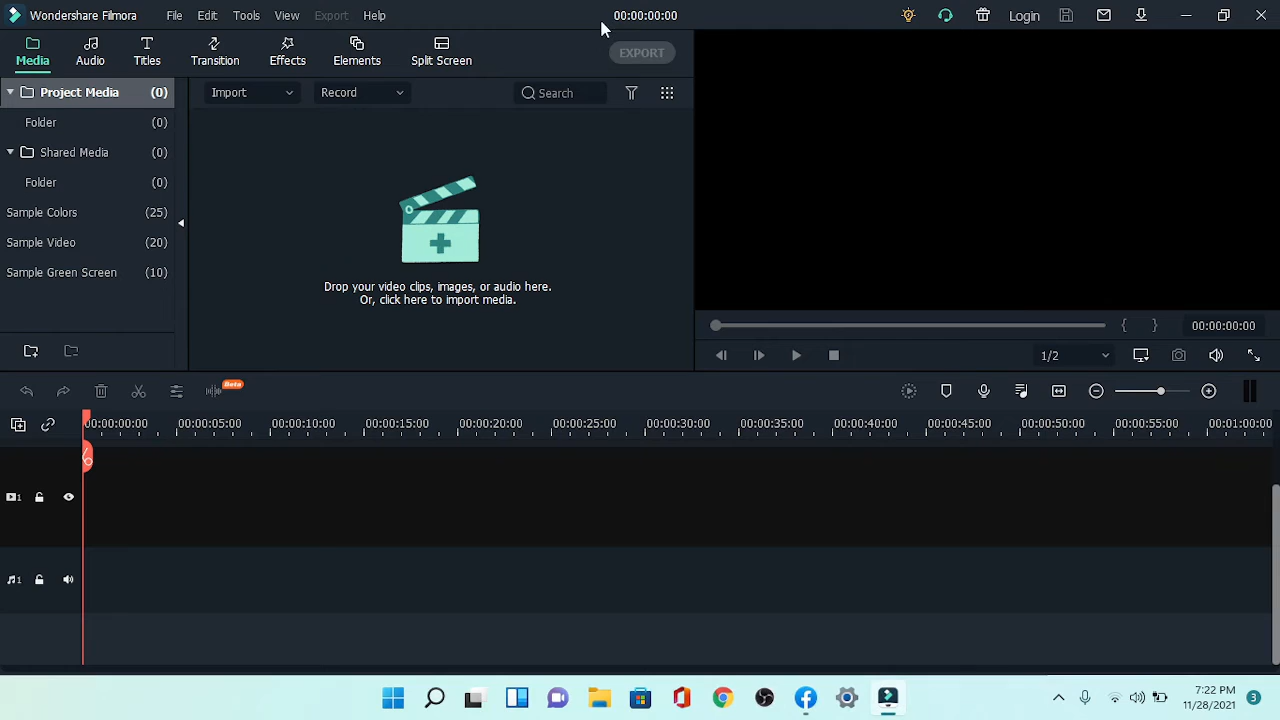 Wondershare Filmora File Edit Tools View Export Help 00:00:00:00 Login
Media Audio Titles Transition Effects Elements Split Screen EXPORT
Project Media (0) Import Record Search
Folder (0)
Shared Media (0)
Folder (0)
Sample Colors (25)
Sample Video (20)
Sample Green Screen (10)
Drop your video clips, images, or audio here.
Or, click here to import media.
00:00:00:00
1/2
Beta
00:00:00:00 00:00:05:00 00:00:10:00 00:00:15:00 00:00:20:00 00:00:25:00 00:00:30:00 00:00:35:00 00:00:40:00 00:00:45:00 00:00:50:00 00:00:55:00 00:01:00:00
1
1
7:22 PM
11/28/2021
3